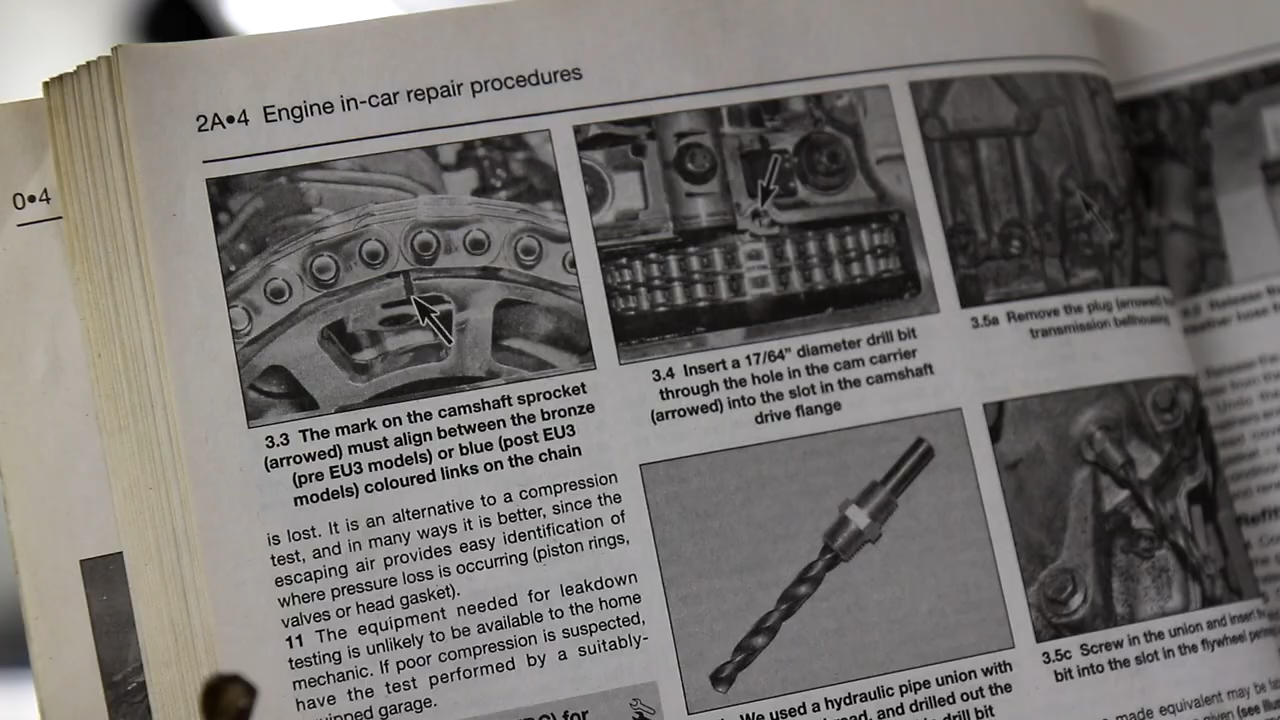 2A•4 Engine in-car repair procedures
0•4
3.3 The mark on the camshaft sprocket
(arrowed) must align between the bronze
(pre EU3 models) or blue (post EU3
models) coloured links on the chain
3.4 Insert a 17/64" diameter drill bit
through the hole in the cam carrier
(arrowed) into the slot in the camshaft
drive flange
3.5a Remove the plug (arrowed)
transmission bellhousing
is lost. It is an alternative to a compression
test, and in many ways it is better, since the
escaping air provides easy identification of
where pressure loss is occurring (piston rings,
valves or head gasket).
11 The equipment needed for leakdown
testing is unlikely to be available to the home
mechanic. If poor compression is suspected,
have the test performed by a suitably-
garage.
for
We used a hydraulic pipe union with
and drilled out the
drill bit
3.5c Screw in the union and insert
bit into the slot in the flywheel
made equivalent may be
(see